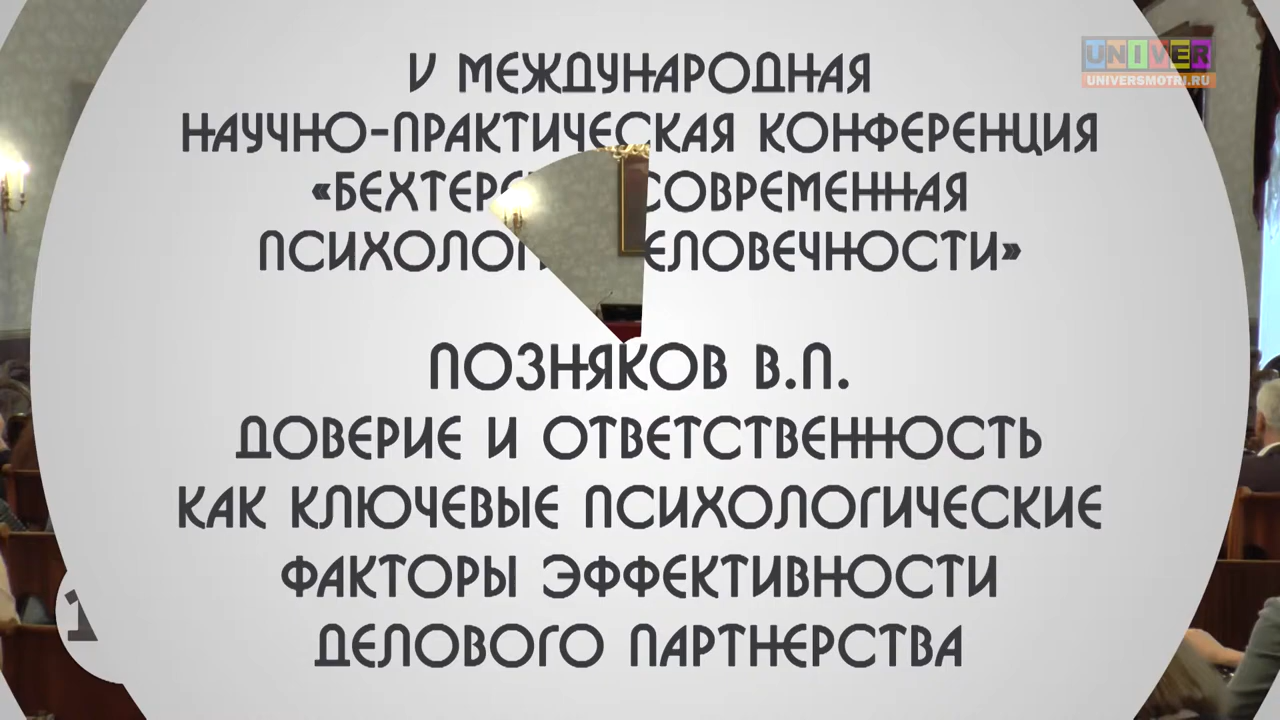 UNIVER
UNIVERSMOTRI.RU
V МЕЖДУНАРОДНАЯ
НАУЧНО-ПРАКТИЧЕСКАЯ КОНФЕРЕНЦИЯ
СОВРЕМЕННАЯ
ПОЗНЯКОВ В.П.
ДОВЕРИЕ И ОТВЕТСТВЕННОСТЬ
КАК КЛЮЧЕВЫЕ ПСИХОЛОГИЧЕСКИЕ
ФАКТОРЫ ЭФФЕКТИВНОСТИ
ДЕЛОВОГО ПАРТНЕРСТВА